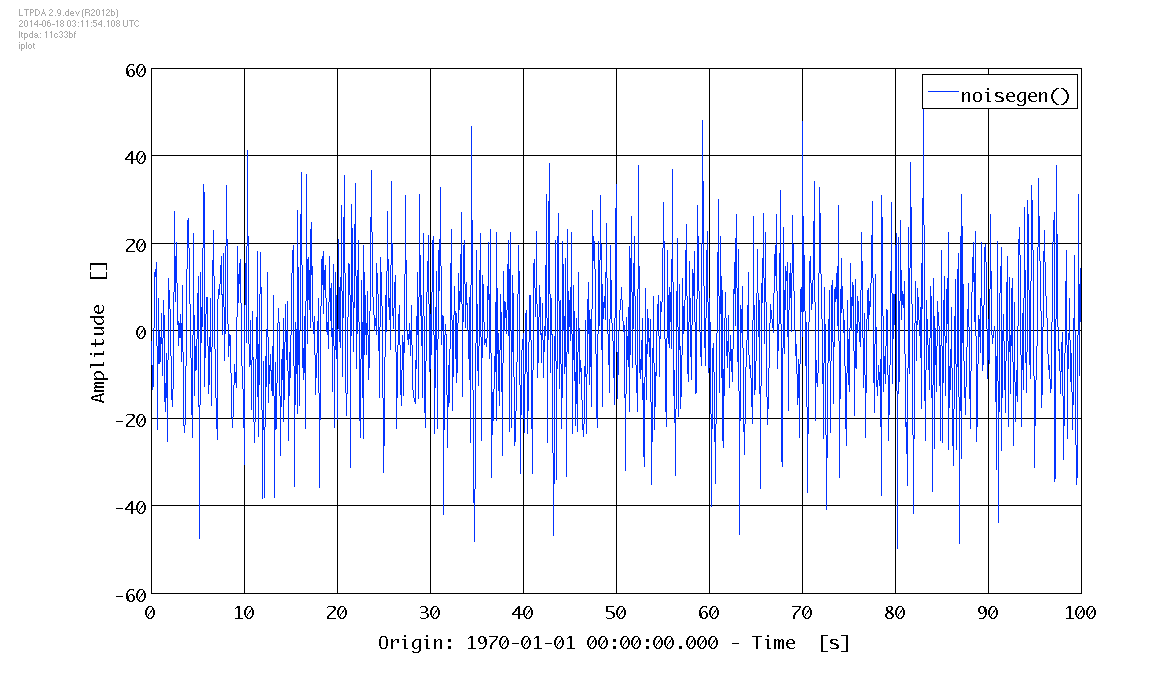 LTPDA 2.9.dev (R2012b)
2014-06-18 03:11:54.108 UTC
ltpda: 11c33bf
iplot
noisegen()
60
40
20
0
-20
-40
-60
Amplitude []
0 10 20 30 40 50 60 70 80 90 100
Origin: 1970-01-01 00:00:00.000 - Time [s]